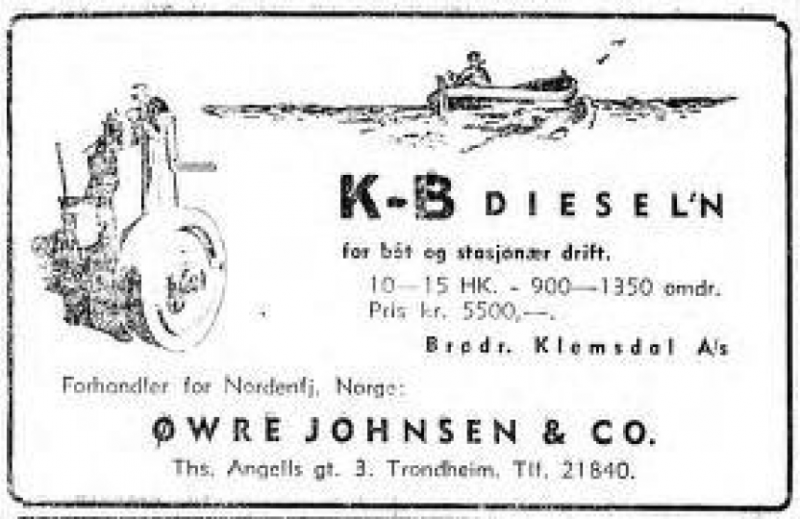 K-B DIESEL'N
for båt og stasjonær drift.
10—15 HK. - 900—1350 omdr.
Pris kr. 5500,—.
Brødr. Klemsdal A/s
Forhandler for Nordenfj. Norge:
ØWRE JOHNSEN & CO.
Ths. Angells gt. 3. Trondheim. Tlf. 21840.